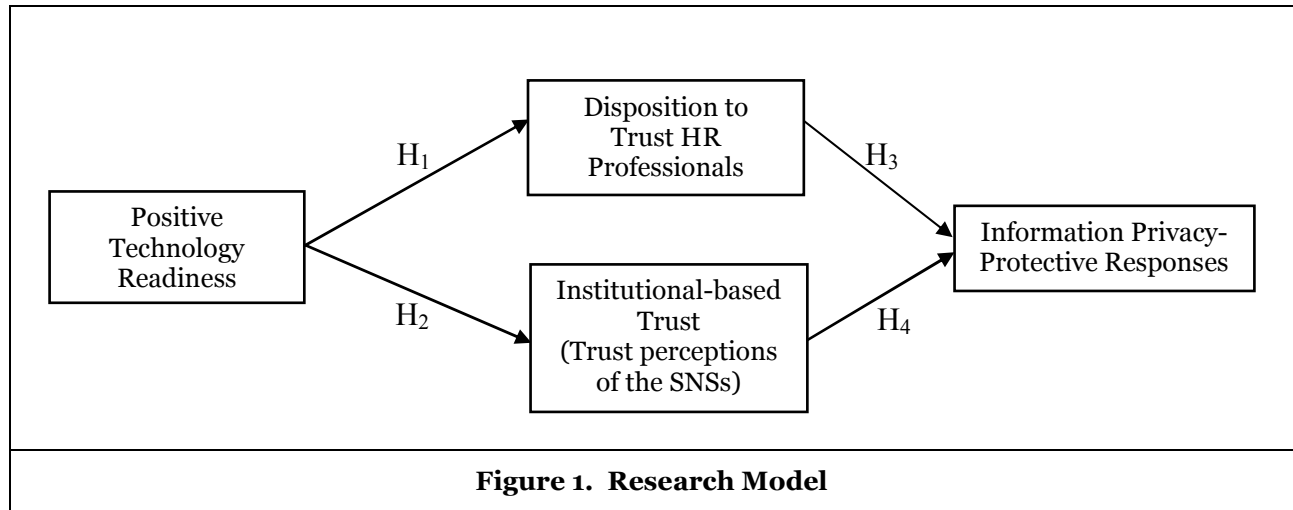 Disposition to
Trust HR
Professionals
H₁
H₃
Positive
Technology
Readiness
Information Privacy-
Protective Responses
H₂
Institutional-based
Trust
(Trust perceptions
of the SNSs)
H₄
Figure 1. Research Model